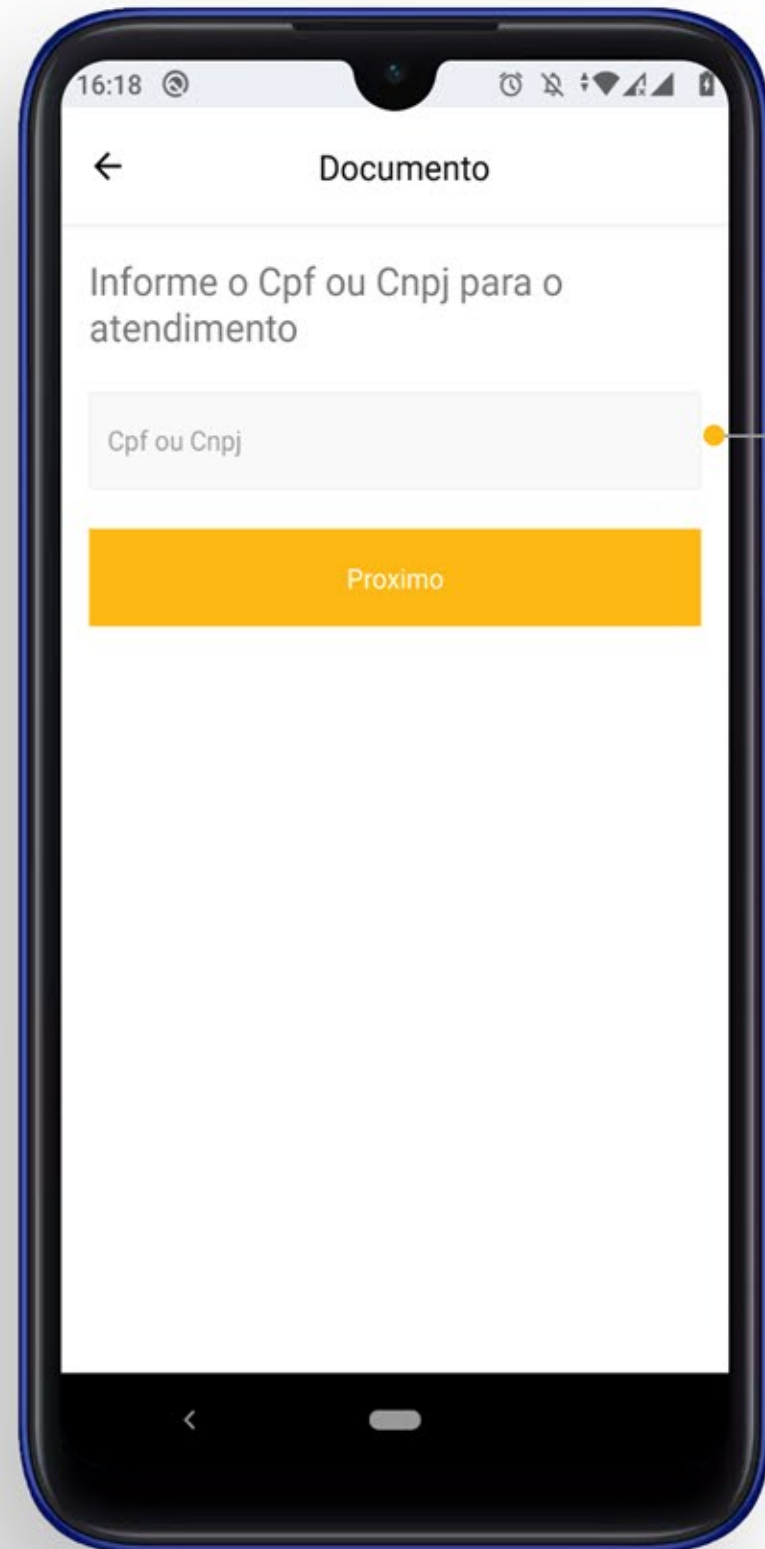 16:18
Documento
Informe o Cpf ou Cnpj para o
atendimento
Cpf ou Cnpj
Proximo